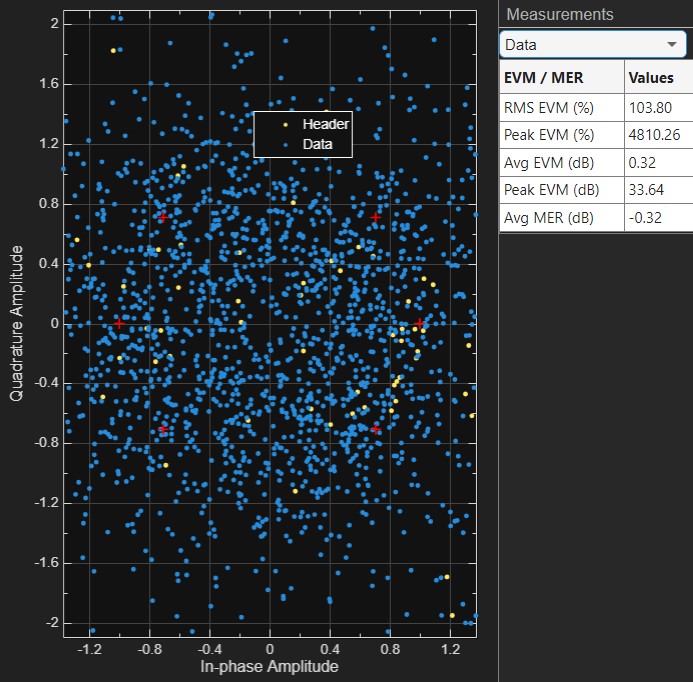 Measurements
Data
EVM / MER Values
RMS EVM (%) 103.80
Peak EVM (%) 4810.26
Avg EVM (dB) 0.32
Peak EVM (dB) 33.64
Avg MER (dB) -0.32
Header
Data
Quadrature Amplitude
2
1.6
1.2
0.8
0.4
0
-0.4
-0.8
-1.2
-1.6
-2
-1.2 -0.8 -0.4 0 0.4 0.8 1.2
In-phase Amplitude